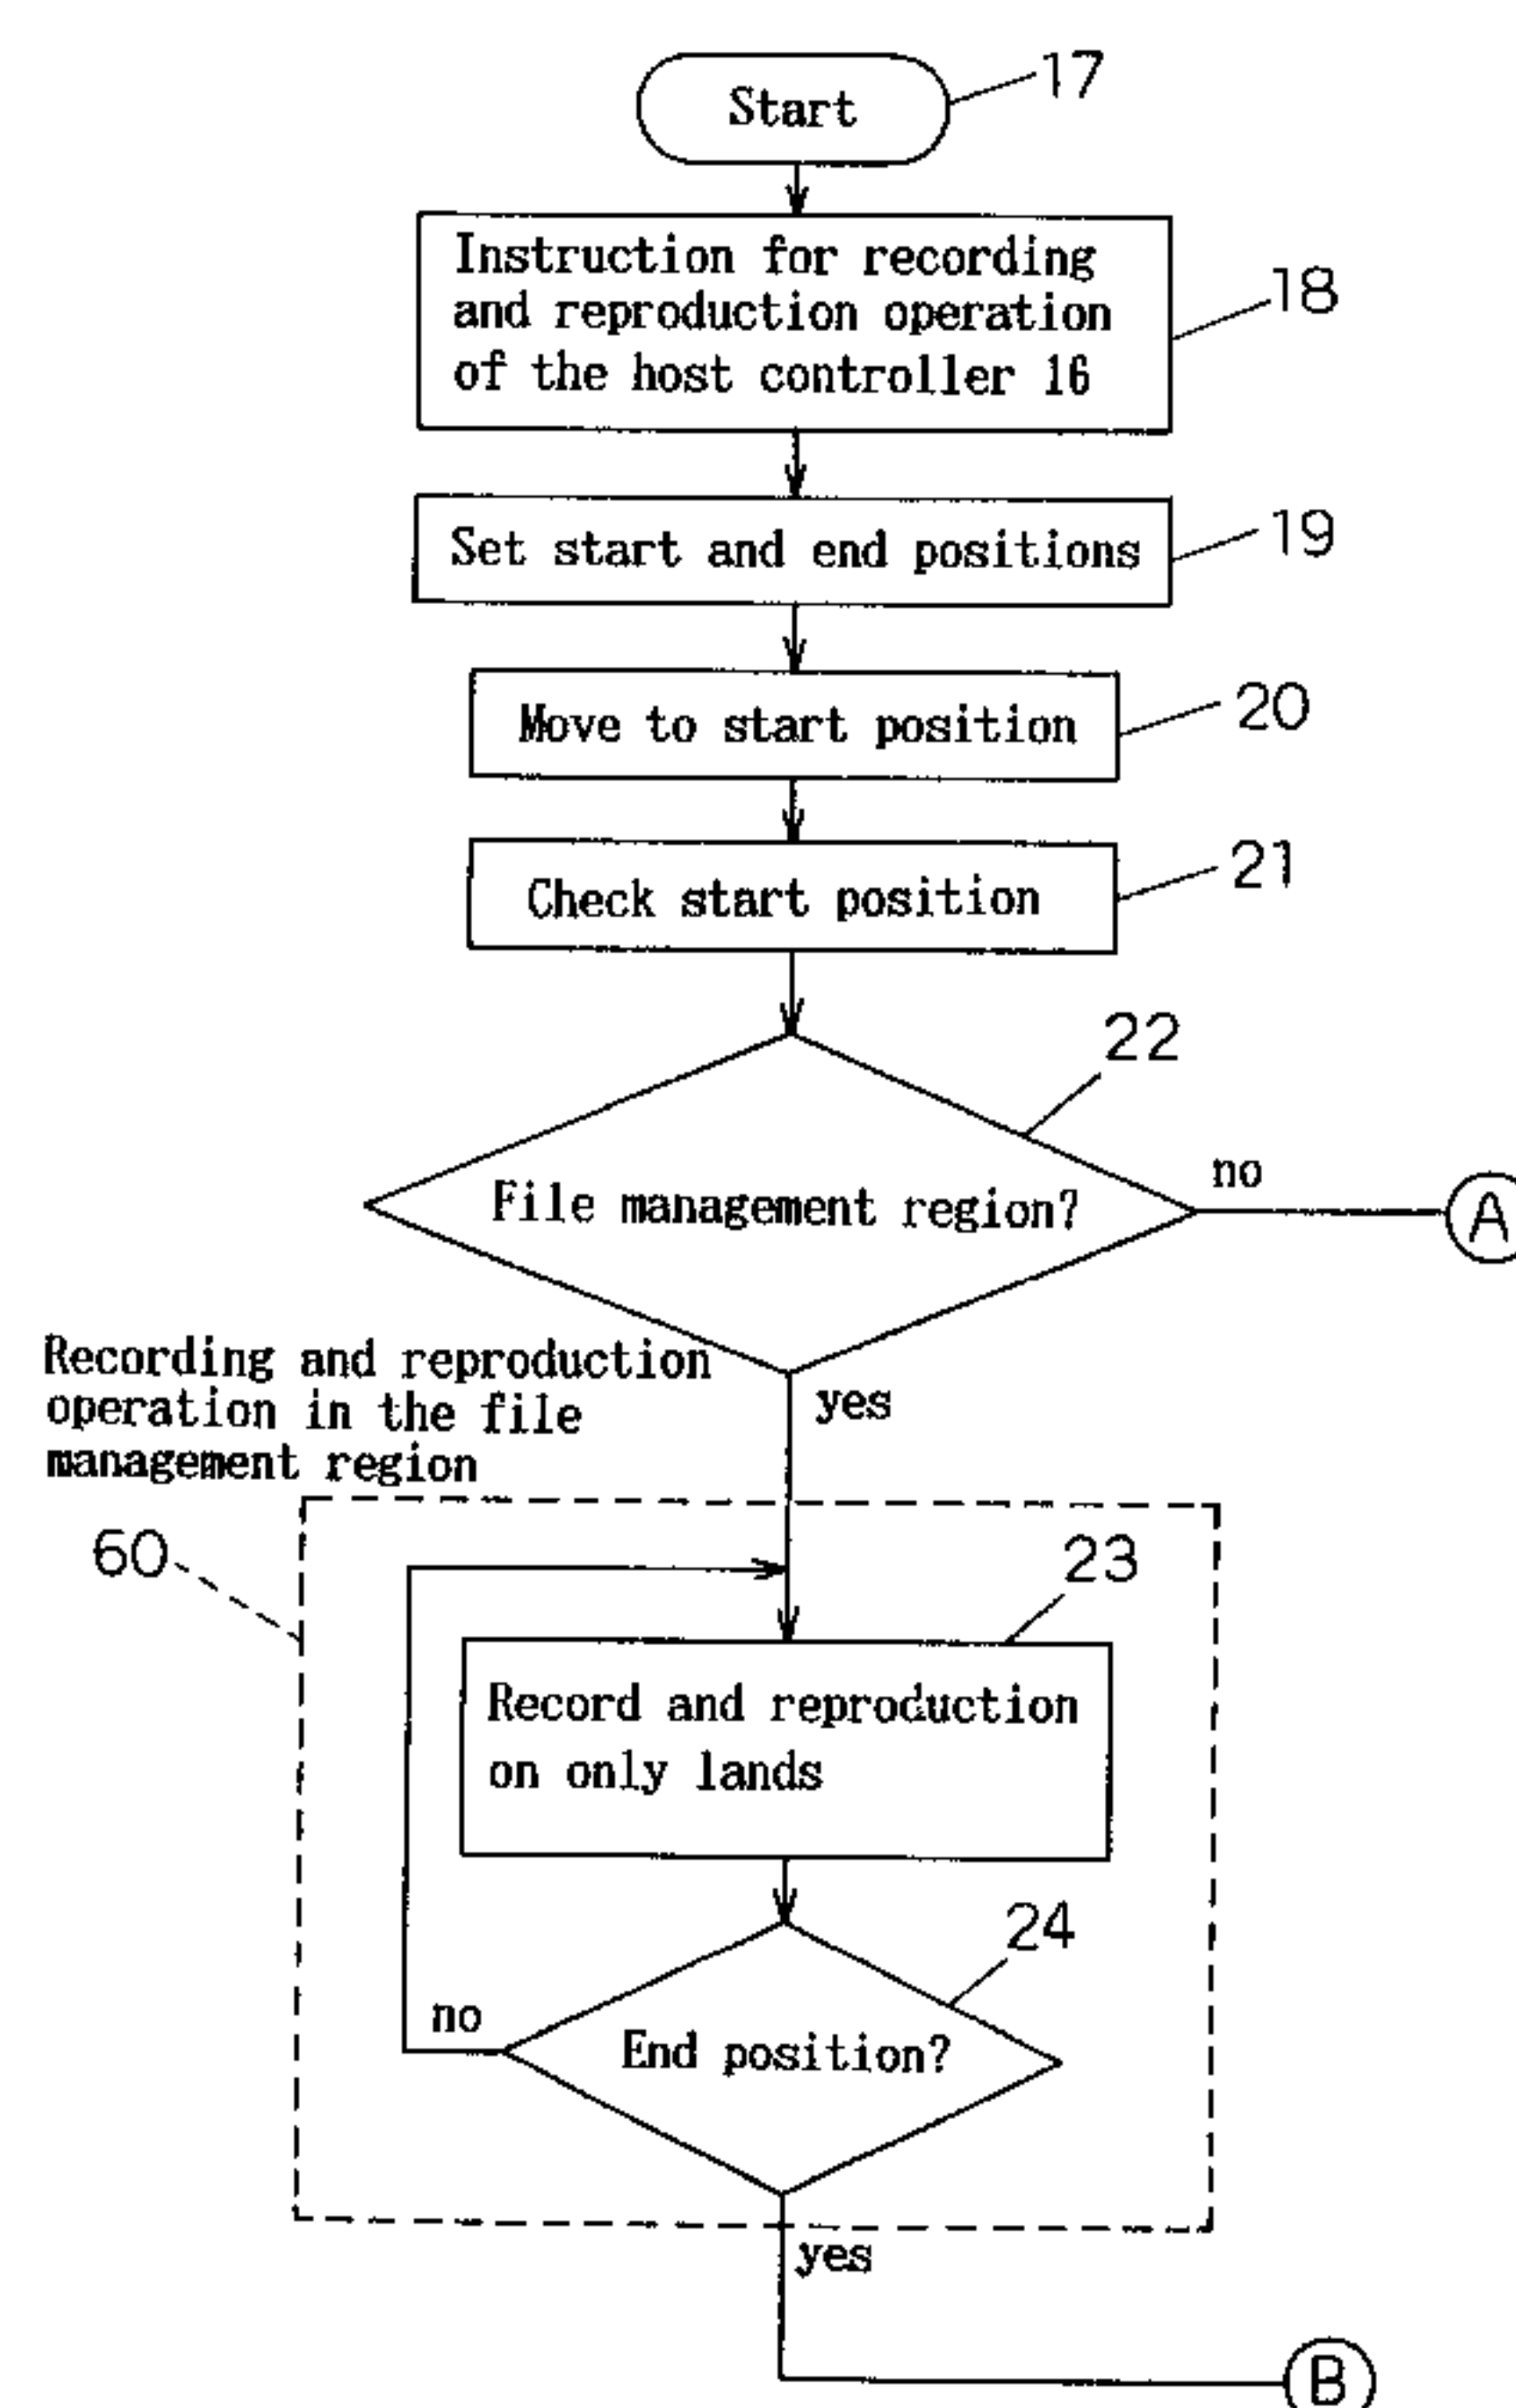 Start
17
Instruction for recording
and reproduction operation
of the host controller 16
18
Set start and end positions
19
Move to start position
20
Check start position
21
22
File management region?
no
A
yes
Recording and reproduction
operation in the file
management region
60
23
Record and reproduction
on only lands
24
End position?
no
yes
B